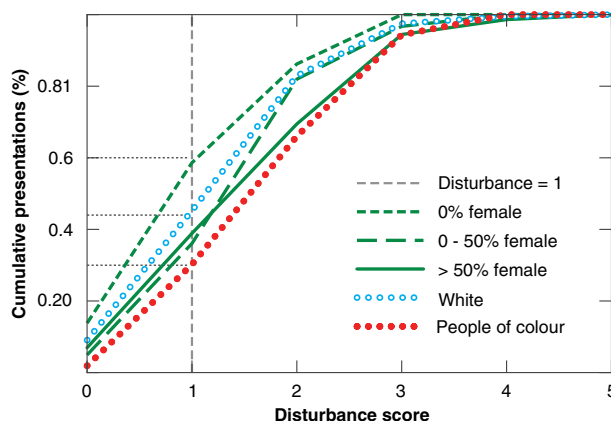 Cumulative presentations (%)
0.81
0.6
0.4
0.20
Disturbance = 1
0% female
0 - 50% female
> 50% female
White
People of colour
0 1 2 3 4 5
Disturbance score